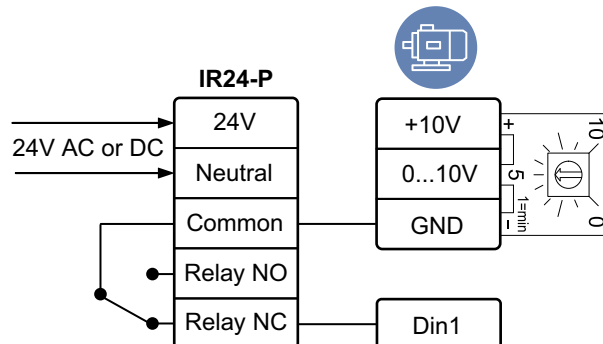 IR24-P
24V
+10V
24V AC or DC
Neutral
0...10V
Common
GND
Relay NO
Relay NC
Din1
+
-
10
5
0
1=min